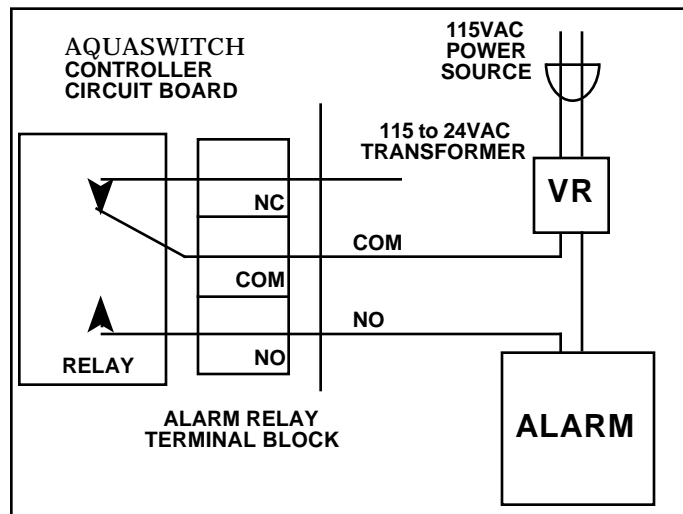 AQUASWITCH
CONTROLLER
CIRCUIT BOARD
115VAC
POWER
SOURCE
115 to 24VAC
TRANSFORMER
VR
NC
COM
COM
NO
NO
RELAY
ALARM RELAY
TERMINAL BLOCK
ALARM